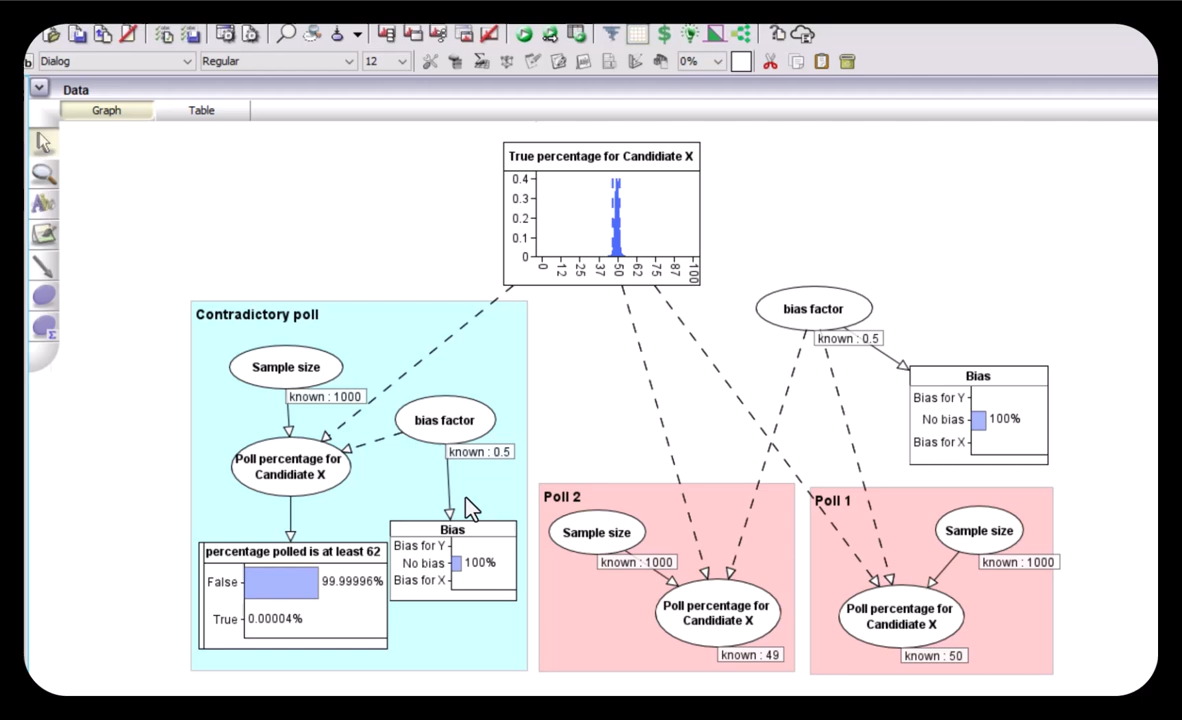 Dialog
Regular
12
0%
Data
Graph
Table
True percentage for Candidiate X
0.4
0.3
0.2
0.1
0
0
12
25
37
50
62
75
87
100
Contradictory poll
Sample size
known : 1000
bias factor
known : 0.5
Poll percentage for
Candidiate X
percentage polled is at least 62
False
99.99996%
True
0.00004%
Bias
Bias for Y
No bias
100%
Bias for X
bias factor
known : 0.5
Bias
Bias for Y
No bias
100%
Bias for X
Poll 2
Sample size
known : 1000
Poll percentage for
Candidiate X
known : 49
Poll 1
Sample size
known : 1000
Poll percentage for
Candidiate X
known : 50